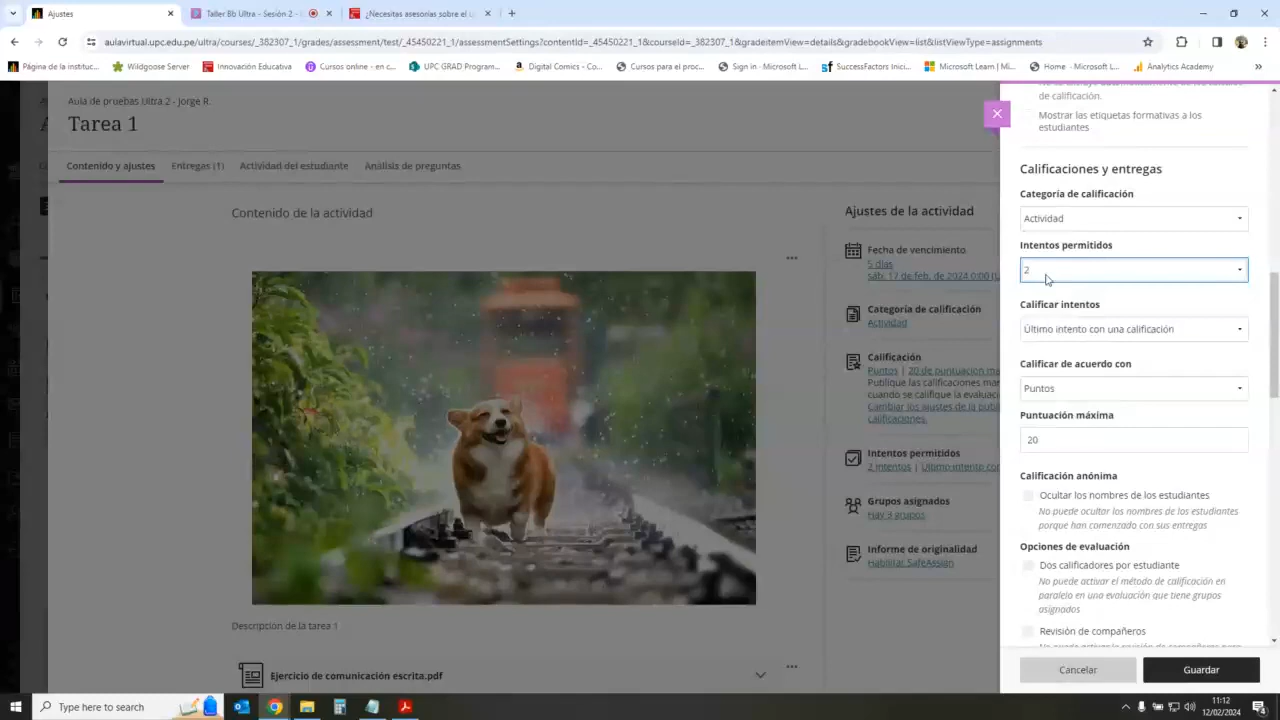 Ajustes
Taller Bb Ultra - Sesión 2 -
¿Necesitas asesorías sobre el u
aulavirtual.upc.edu.pe/ultra/courses/_382307_1/grades/assessment/test/_45450221_1/assessmentSettings?contentId=_45450221_1&courseId=_382307_1&gradeitemView=details&gradebookView=list&listViewType=assignments
Página de la instituc...
Wildgoose Server
Innovación Educativa
Cursos online - en c...
UPC GRAD Program...
Digital Comics - Co...
Cursos para el proc...
Sign in - Microsoft L...
SuccessFactors Inici...
Microsoft Learn | Mi...
Home - Microsoft L...
Analytics Academy
Aula de pruebas Ultra 2 - Jorge R.
Tarea 1
Contenido y ajustes
Entregas (1)
Actividad del estudiante
Análisis de preguntas
Contenido de la actividad
Descripción de la tarea 1
Ejercicio de comunicación escrita.pdf
Ajustes de la actividad
Fecha de vencimiento
5 días
sáb. 17 de feb. de 2024 0:00 (
Categoría de calificación
Actividad
Calificación
Puntos | 20 de puntuación m
Publique las calificaciones ma
cuando se califique la evalua
Cambiar los ajustes de la publ
calificaciones.
Intentos permitidos
2 intentos | Último intento co
Grupos asignados
Hay 3 grupos
Informe de originalidad
Habilitar SafeAssign
de calificación.
Mostrar las etiquetas formativas a los
estudiantes
Calificaciones y entregas
Categoría de calificación
Actividad
Intentos permitidos
2
Calificar intentos
Último intento con una calificación
Calificar de acuerdo con
Puntos
Puntuación máxima
20
Calificación anónima
Ocultar los nombres de los estudiantes
No puede ocultar los nombres de los estudiantes
porque han comenzado con sus entregas
Opciones de evaluación
Dos calificadores por estudiante
No puede activar el método de calificación en
paralelo en una evaluación que tiene grupos
asignados
Revisión de compañeros
Cancelar
Guardar
Type here to search
11:12
12/02/2024